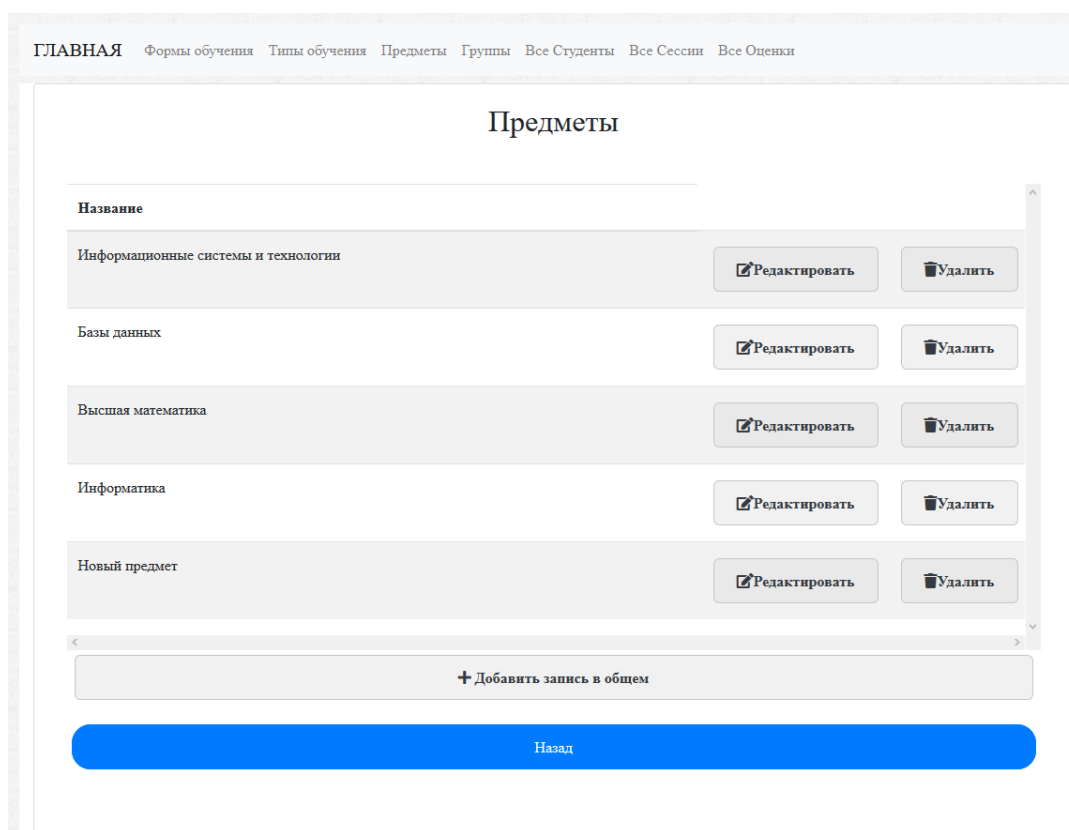 ГЛАВНАЯ Формы обучения Типы обучения Предметы Группы Все Студенты Все Сессии Все Оценки
Предметы
Название
Информационные системы и технологии Редактировать Удалить
Базы данных Редактировать Удалить
Высшая математика Редактировать Удалить
Информатика Редактировать Удалить
Новый предмет Редактировать Удалить
Добавить запись в общем
Назад